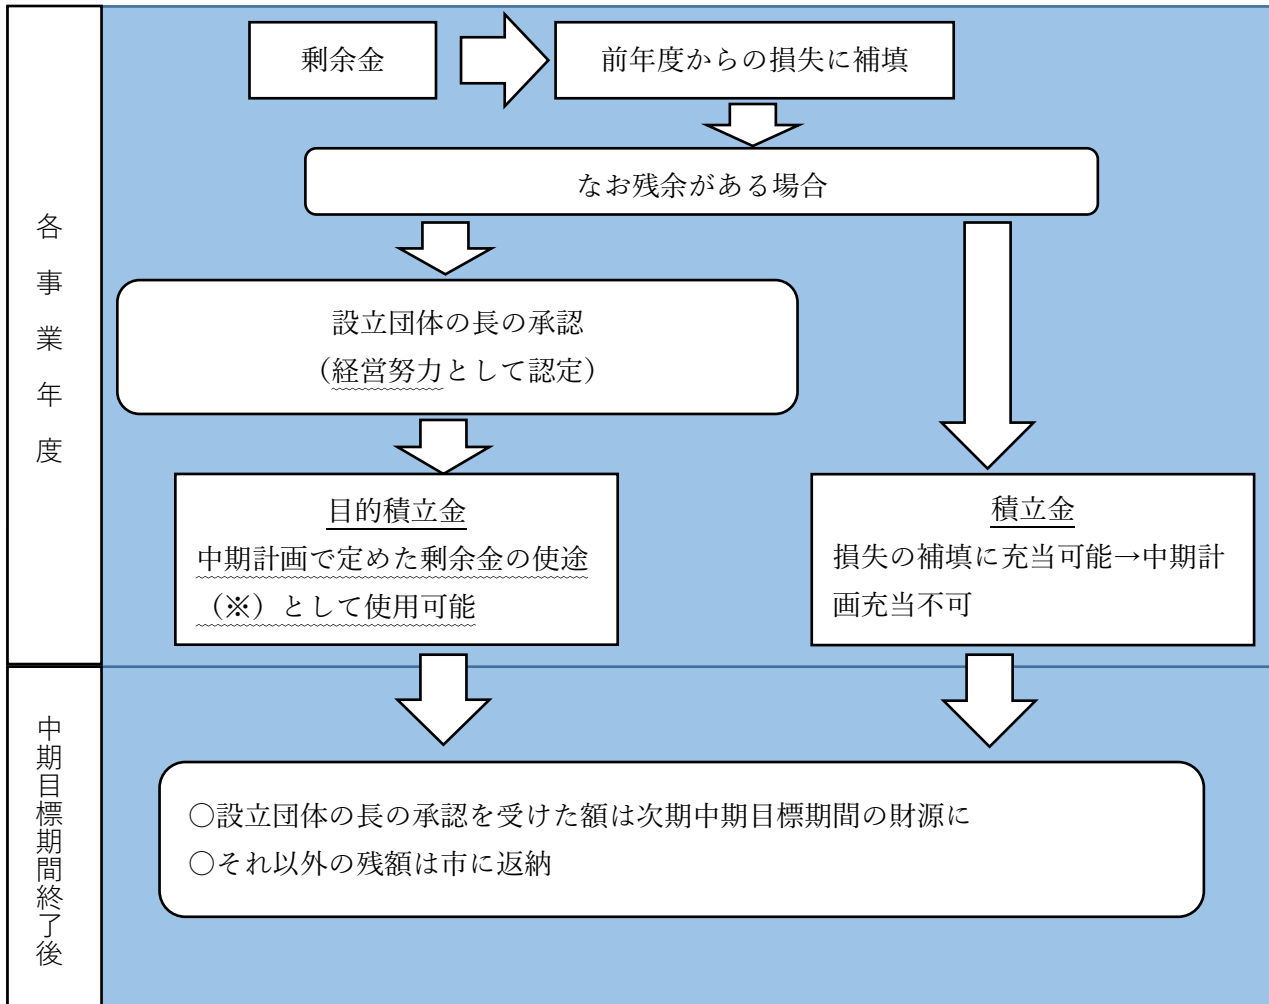 各事業年度
剰余金
前年度からの損失に補填
なお残余がある場合
設立団体の長の承認
（経営努力として認定）
目的積立金
中期計画で定めた剰余金の使途
（※）として使用可能
積立金
損失の補填に充当可能→中期計
画充当不可
中期目標期間終了後
○設立団体の長の承認を受けた額は次期中期目標期間の財源に
○それ以外の残額は市に返納